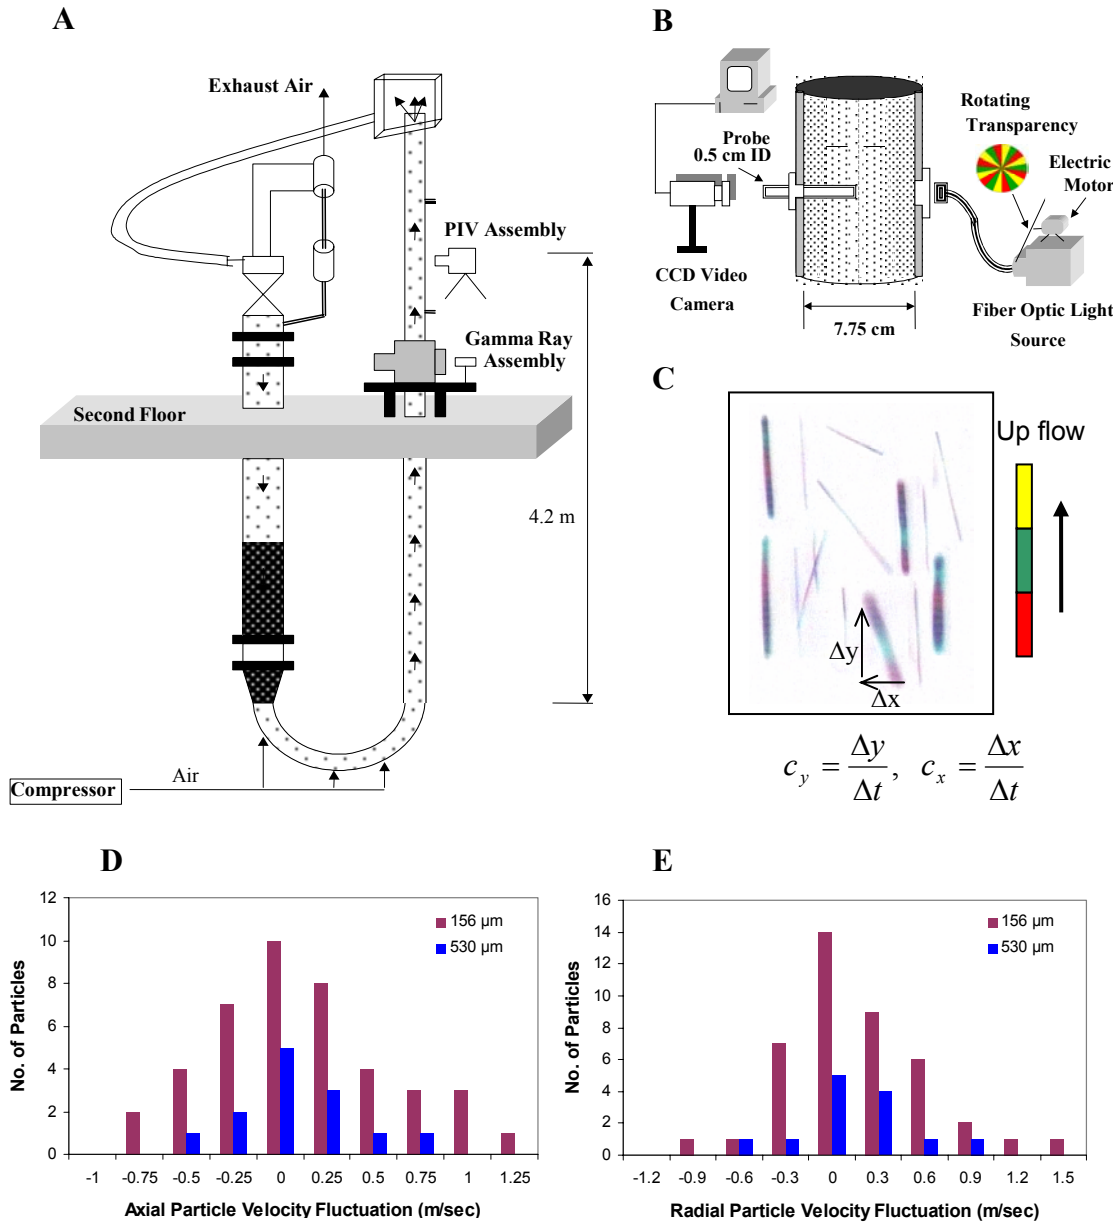 A
Exhaust Air
PIV Assembly
Gamma Ray
Assembly
Second Floor
4.2 m
Air
Compressor
B
Probe
0.5 cm ID
Rotating
Transparency
Electric
Motor
CCD Video
Camera
7.75 cm
Fiber Optic Light
Source
C
Up flow
Δy
Δx
c_y = Δy/Δt, c_x = Δx/Δt
D
12
10
8
6
4
2
0
No. of Particles
156 µm
530 µm
-1 -0.75 -0.5 -0.25 0 0.25 0.5 0.75 1 1.25
Axial Particle Velocity Fluctuation (m/sec)
E
16
14
12
10
8
6
4
2
0
No. of Particles
156 µm
530 µm
-1.2 -0.9 -0.6 -0.3 0 0.3 0.6 0.9 1.2 1.5
Radial Particle Velocity Fluctuation (m/sec)